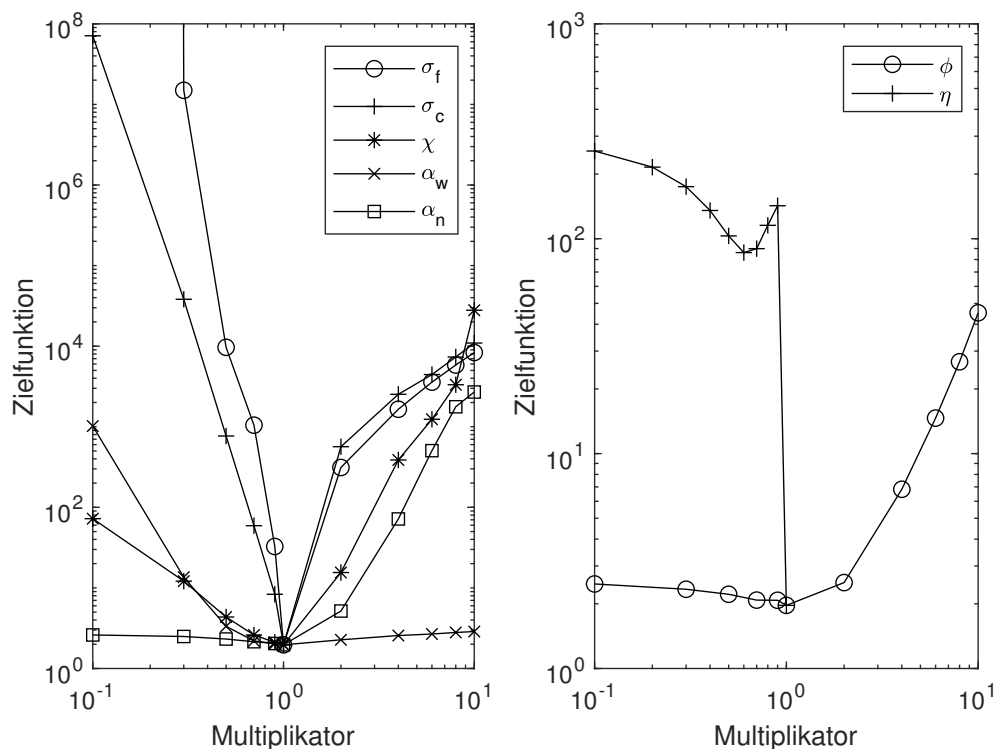 10^8
10^6
10^4
10^2
10^0
10^-1
10^0
10^1
Zielfunktion
Multiplikator
σ_f
σ_c
χ
α_w
α_n
10^3
10^2
10^1
10^0
10^-1
10^0
10^1
Zielfunktion
Multiplikator
ϕ
η